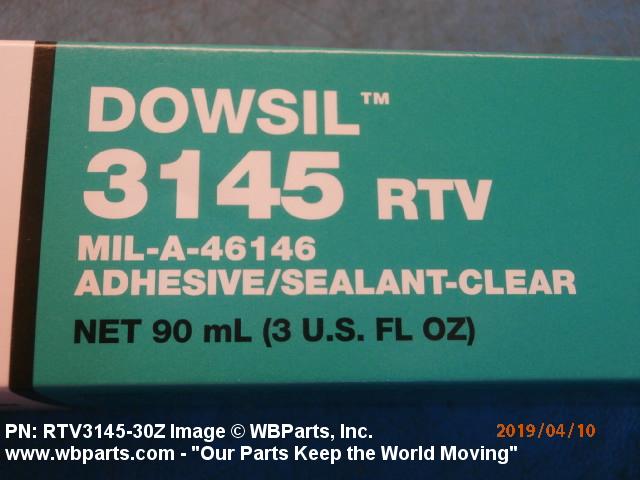 DOWSIL™
3145 RTV
MIL-A-46146
ADHESIVE/SEALANT-CLEAR
NET 90 mL (3 U.S. FL OZ)
PN: RTV3145-30Z Image © WBParts, Inc.
2019/04/10
www.wbparts.com - "Our Parts Keep the World Moving"